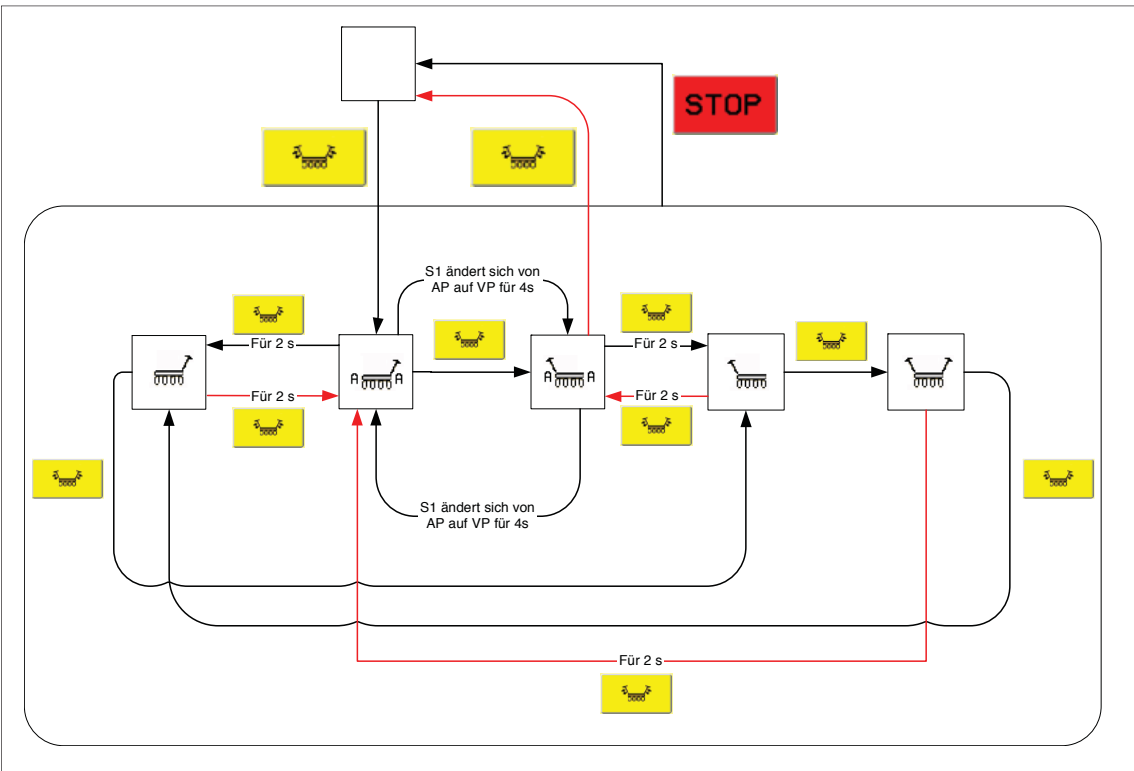 STOP
S1 ändert sich von
AP auf VP für 4s
Für 2 s
Für 2 s
A A
A A
Für 2 s
Für 2 s
S1 ändert sich von
AP auf VP für 4s
Für 2 s